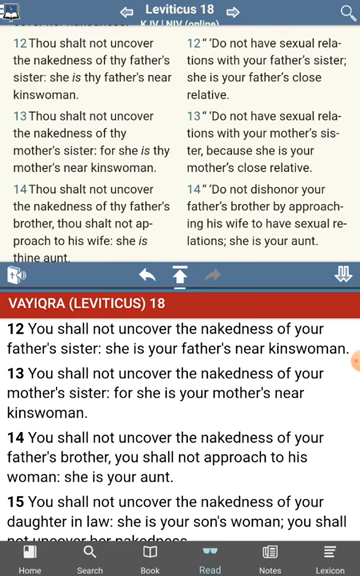 Leviticus 18
KJV | NIV (online)
12 Thou shalt not uncover
the nakedness of thy father's
sister: she is thy father's near
kinswoman.
13 Thou shalt not uncover
the nakedness of thy
mother's sister: for she is thy
mother's near kinswoman.
14 Thou shalt not uncover
the nakedness of thy father's
brother, thou shalt not ap-
proach to his wife: she is
thine aunt.
12 “ ‘Do not have sexual rela-
tions with your father’s sister;
she is your father’s close
relative.
13 “ ‘Do not have sexual rela-
tions with your mother’s sis-
ter, because she is your
mother’s close relative.
14 “ ‘Do not dishonor your
father’s brother by approach-
ing his wife to have sexual re-
lations; she is your aunt.
VAYIQRA (LEVITICUS) 18
12 You shall not uncover the nakedness of your
father's sister: she is your father's near kinswoman.
13 You shall not uncover the nakedness of your
mother's sister: for she is your mother's near
kinswoman.
14 You shall not uncover the nakedness of your
father's brother, you shall not approach to his
woman: she is your aunt.
15 You shall not uncover the nakedness of your
daughter in law: she is your son's woman; you shall
not uncover her nakedness.
Home
Search
Book
Read
Notes
Lexicon